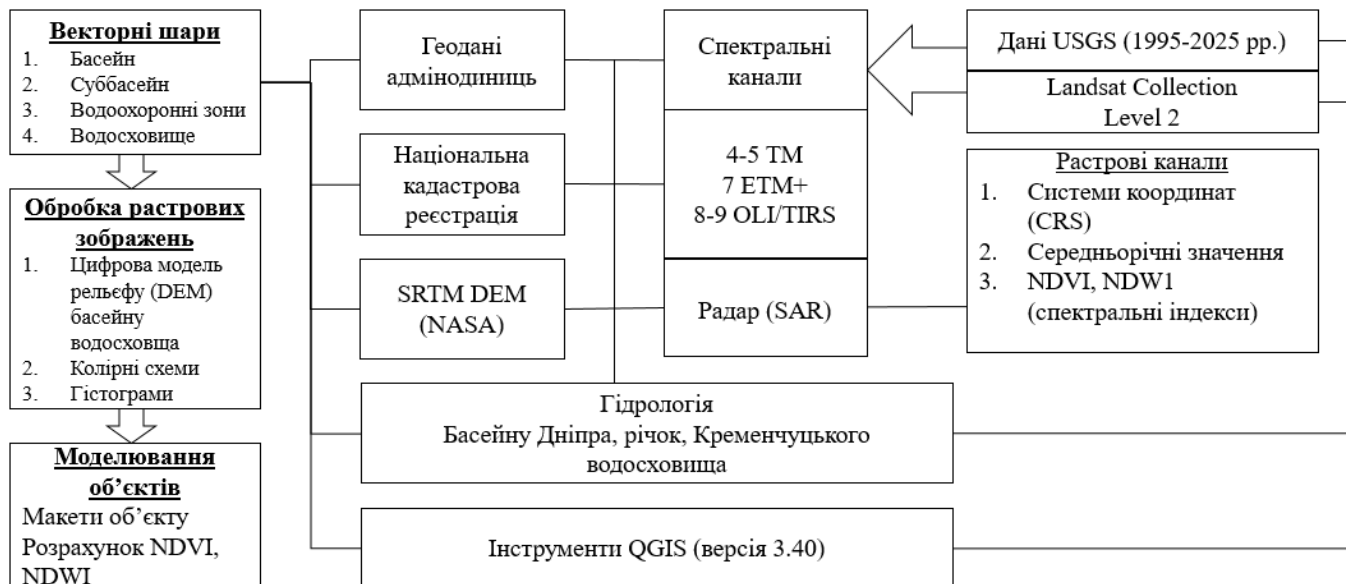 Векторні шари
1. Басейн
2. Суббасейн
3. Водоохоронні зони
4. Водосховище
Обробка растрових
зображень
1. Цифрова модель
рельєфу (DEM)
басейну
водосховща
2. Колірні схеми
3. Гістограми
Моделювання
об’єктів
Макети об’єкту
Розрахунок NDVI,
NDWI
Геодані
адмінодиниць
Національна
кадастрова
реєстрація
SRTM DEM
(NASA)
Спектральні
канали
4-5 TM
7 ETM+
8-9 OLI/TIRS
Радар (SAR)
Дані USGS (1995-2025 рр.)
Landsat Collection
Level 2
Растрові канали
1. Системи координат
(CRS)
2. Середньорічні значення
3. NDVI, NDW1
(спектральні індекси)
Гідрологія
Басейну Дніпра, річок, Кременчуцького
водосховища
Інструменти QGIS (версія 3.40)